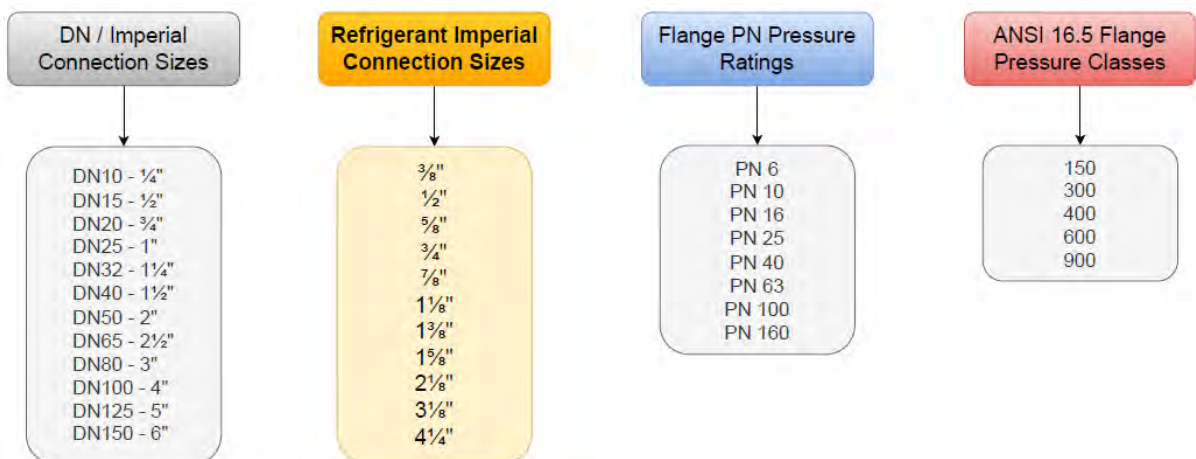 DN / Imperial
Connection Sizes
DN10 - ¼"
DN15 - ½"
DN20 - ¾"
DN25 - 1"
DN32 - 1¼"
DN40 - 1½"
DN50 - 2"
DN65 - 2½"
DN80 - 3"
DN100 - 4"
DN125 - 5"
DN150 - 6"
Refrigerant Imperial
Connection Sizes
⅜"
½"
⅝"
¾"
⅞"
1⅛"
1⅜"
1⅝"
2⅛"
3⅛"
4¼"
Flange PN Pressure
Ratings
PN 6
PN 10
PN 16
PN 25
PN 40
PN 63
PN 100
PN 160
ANSI 16.5 Flange
Pressure Classes
150
300
400
600
900